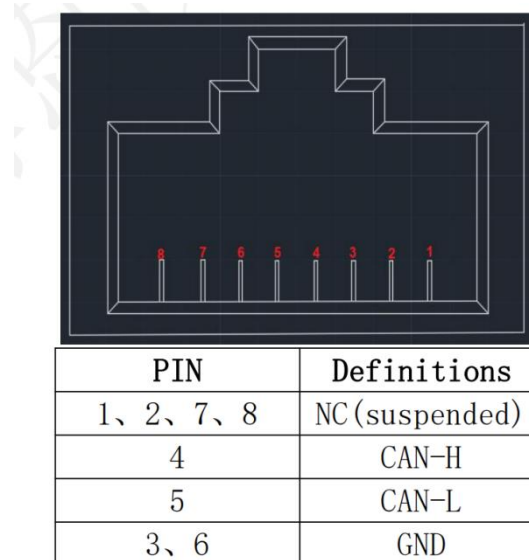 8 7 6 5 4 3 2 1
PIN Definitions
1、2、7、8 NC(suspended)
4 CAN-H
5 CAN-L
3、6 GND